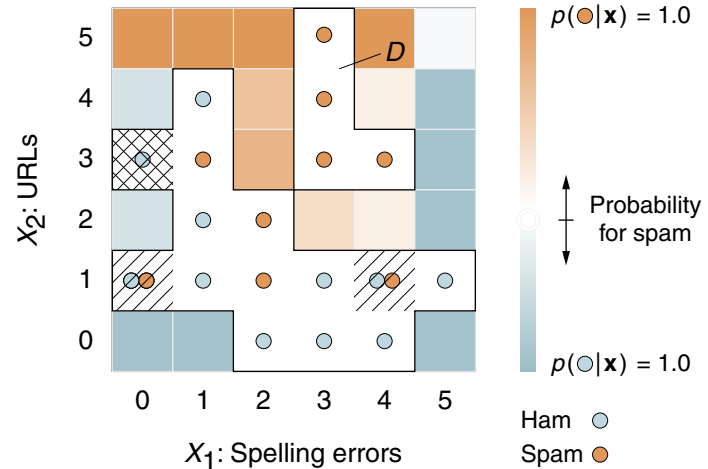 5
4
3
2
1
0
X2: URLs
0 1 2 3 4 5
X1: Spelling errors
D
p(|x) = 1.0
Probability
for spam
p(|x) = 1.0
Ham
Spam